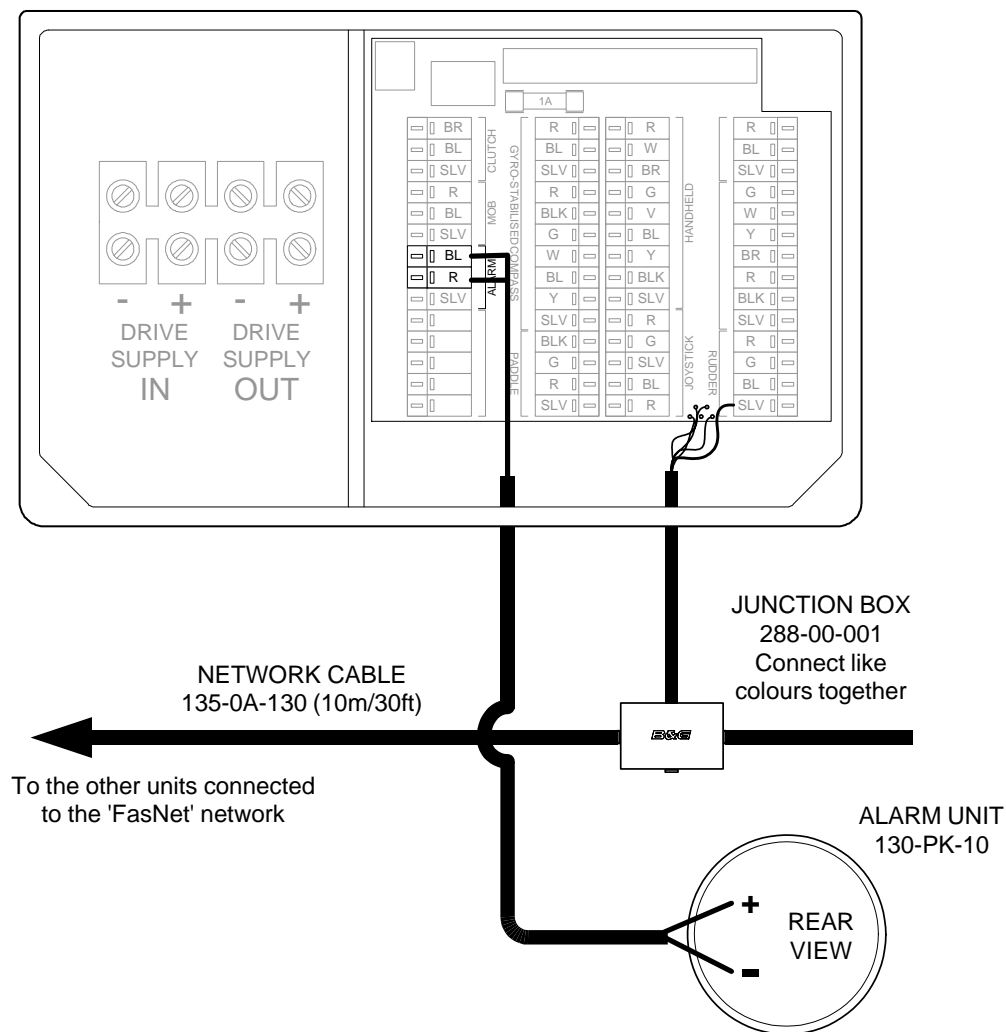 1A
BR
BL
SLV
R
BL
SLV
BL
R
SLV
CLUTCH
MOB
ALARM
GYRO-STABILISED COMPASS
PADDLE
R
BL
SLV
R
BLK
G
W
BL
Y
SLV
BLK
G
R
SLV
R
W
BR
G
V
BL
Y
BLK
SLV
R
G
SLV
BL
R
HANDHELD
JOYSTICK
RUDDER
R
BL
SLV
G
W
Y
BR
R
BLK
SLV
R
G
BL
SLV
- + - +
DRIVE SUPPLY IN
DRIVE SUPPLY OUT
JUNCTION BOX
288-00-001
Connect like
colours together
NETWORK CABLE
135-0A-130 (10m/30ft)
B&G
To the other units connected
to the 'FasNet' network
ALARM UNIT
130-PK-10
+
REAR
VIEW
-